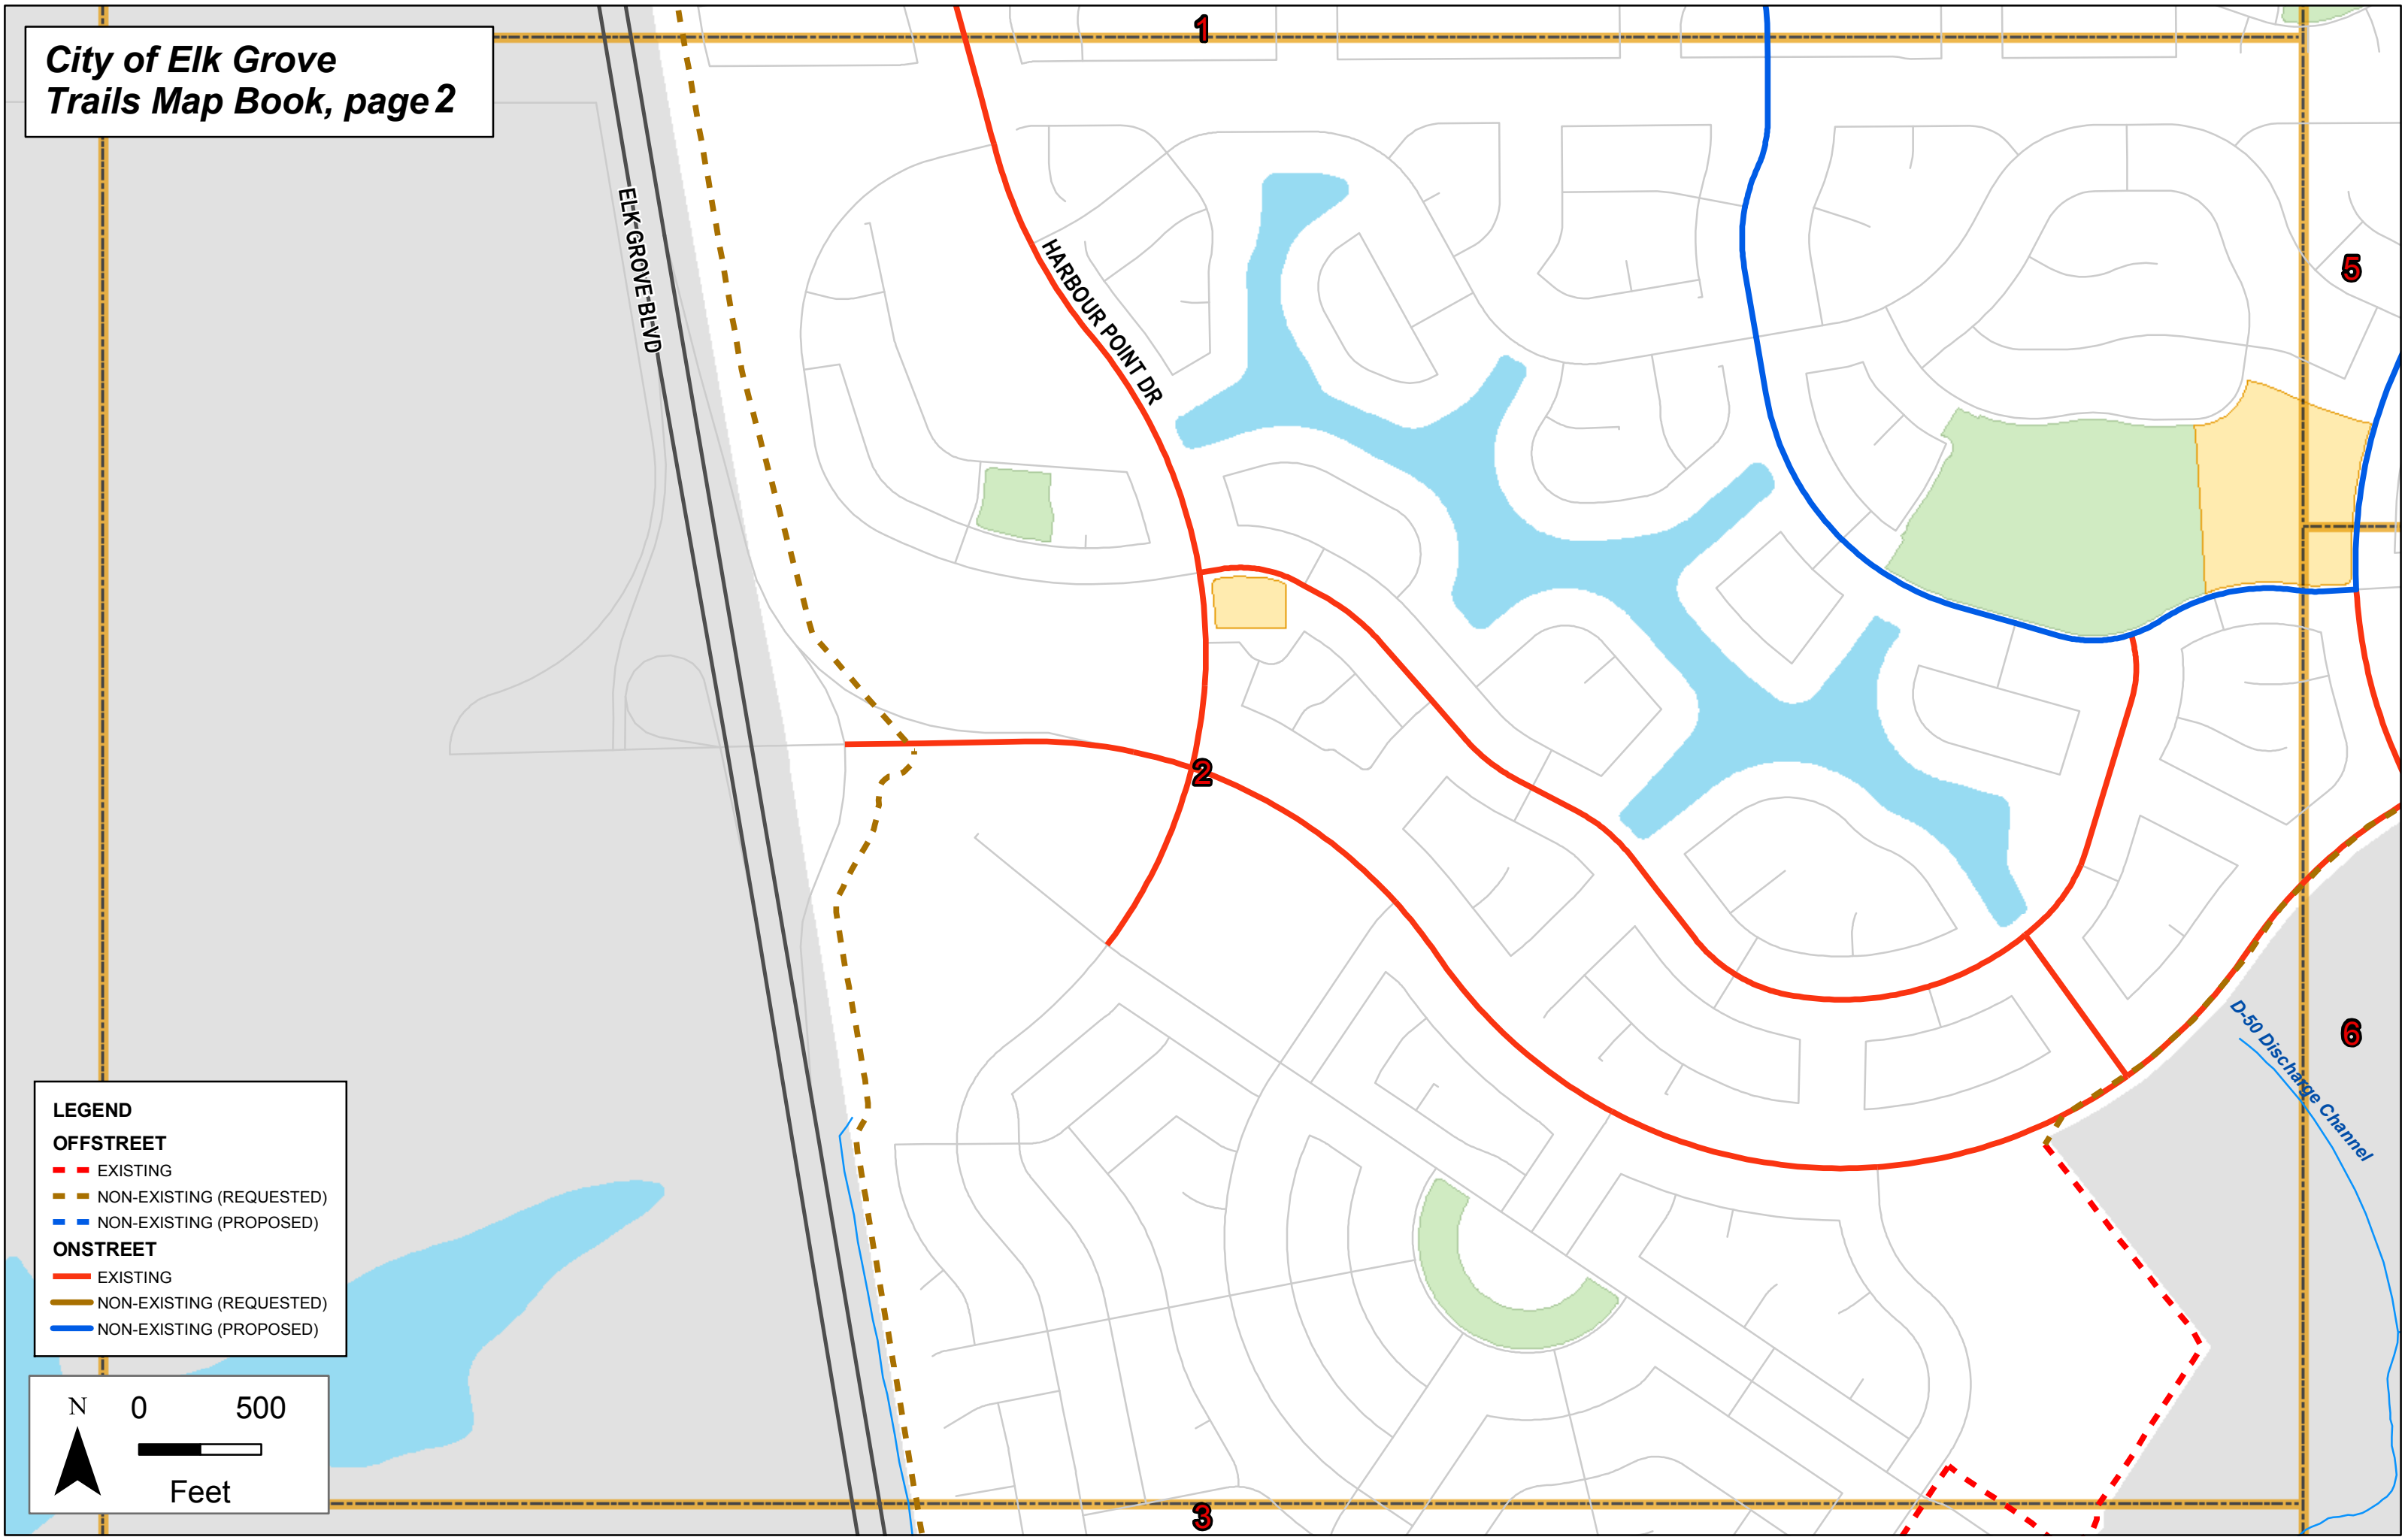 City of Elk Grove
Trails Map Book, page 2
1
ELK GROVE BLVD
HARBOUR POINT DR
5
2
6
D-50 Discharge Channel
LEGEND
OFFSTREET
EXISTING
NON-EXISTING (REQUESTED)
NON-EXISTING (PROPOSED)
ONSTREET
EXISTING
NON-EXISTING (REQUESTED)
NON-EXISTING (PROPOSED)
N
0 500
Feet
3